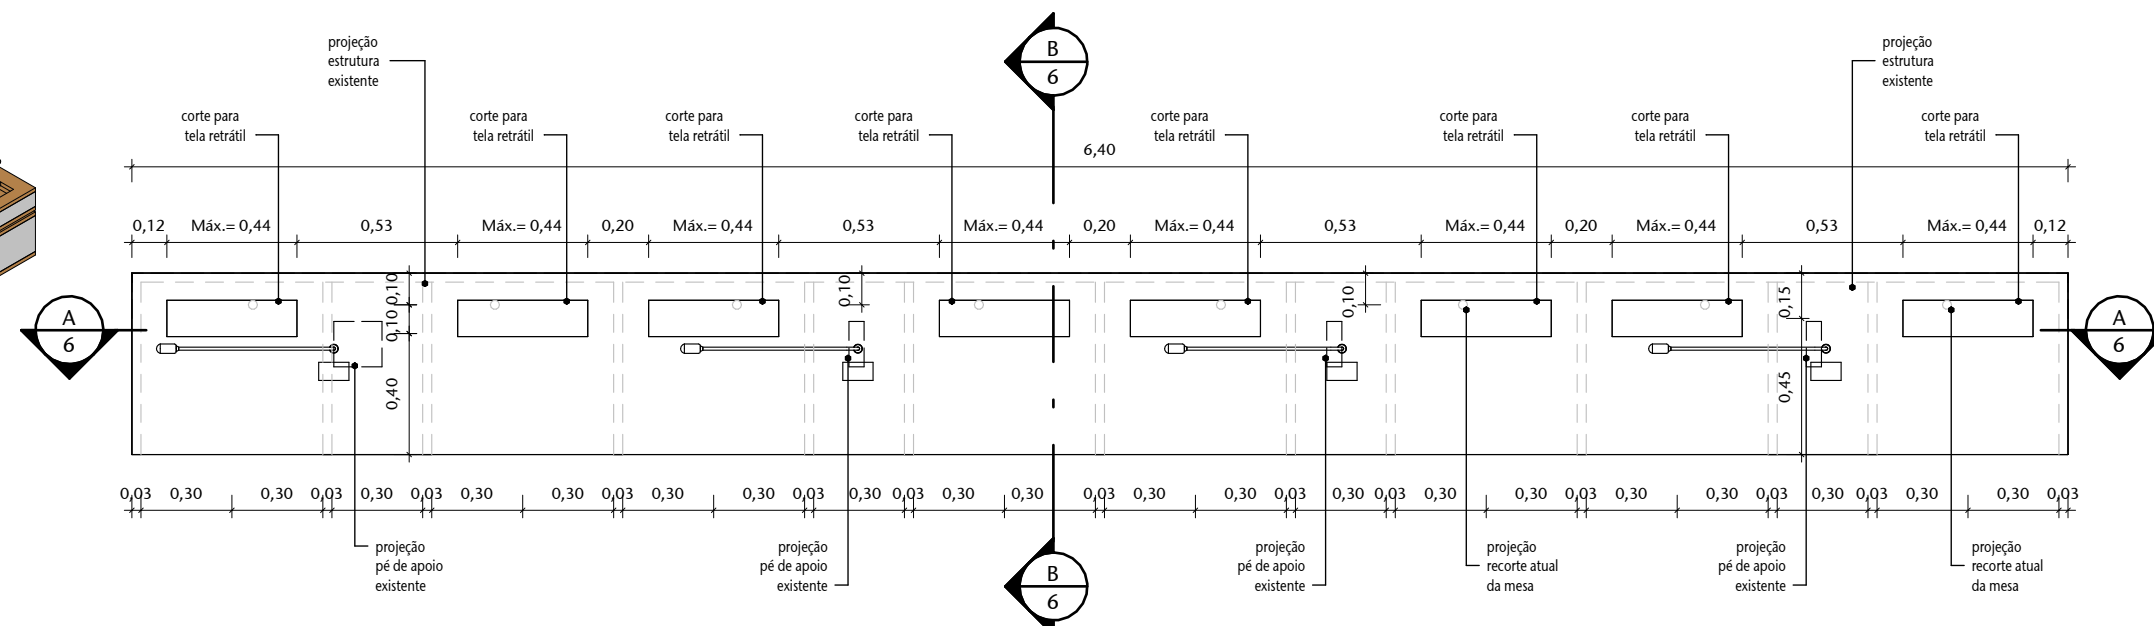 projeção
estrutura
existente
B
6
projeção
estrutura
existente
corte para
tela retrátil
corte para
tela retrátil
corte para
tela retrátil
corte para
tela retrátil
corte para
tela retrátil
corte para
tela retrátil
corte para
tela retrátil
corte para
tela retrátil
6,40
0,12 Máx.= 0,44 0,53 Máx.= 0,44 0,20 Máx.= 0,44 0,53 Máx.= 0,44 0,20 Máx.= 0,44 0,53 Máx.= 0,44 0,20 Máx.= 0,44 0,53 Máx.= 0,44 0,12
0,10
0,10
0,40
0,10
0,10
0,15
0,45
A
6
A
6
0,03 0,30 0,30 0,03 0,30 0,03 0,30 0,30 0,03 0,30 0,30 0,03 0,30 0,03 0,30 0,30 0,03 0,30 0,30 0,03 0,30 0,03 0,30 0,30 0,03 0,30 0,30 0,03 0,30 0,03 0,30 0,30 0,03
projeção
pé de apoio
existente
projeção
pé de apoio
existente
B
6
projeção
pé de apoio
existente
projeção
recorte atual
da mesa
projeção
pé de apoio
existente
projeção
recorte atual
da mesa